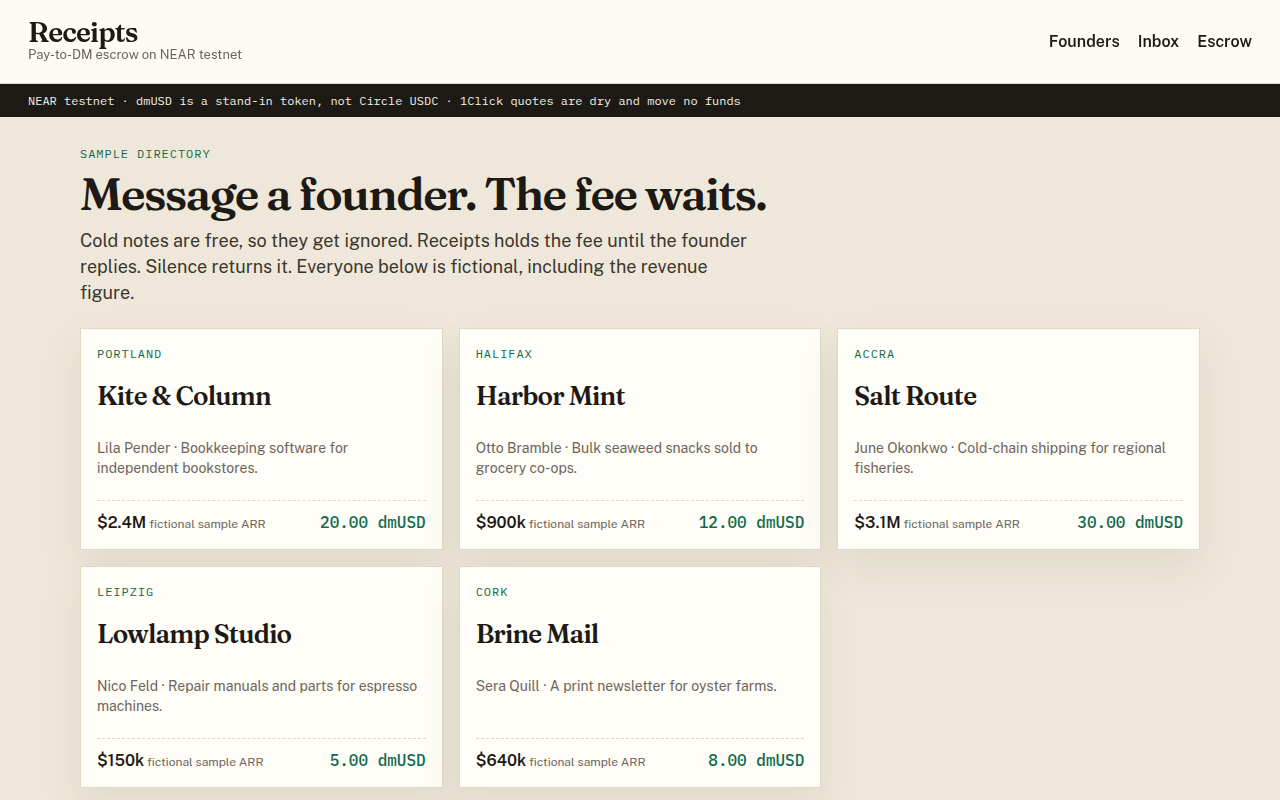 Receipts
Pay-to-DM escrow on NEAR testnet
Founders Inbox Escrow
NEAR testnet · dmUSD is a stand-in token, not Circle USDC · 1Click quotes are dry and move no funds
SAMPLE DIRECTORY
Message a founder. The fee waits.
Cold notes are free, so they get ignored. Receipts holds the fee until the founder
replies. Silence returns it. Everyone below is fictional, including the revenue
figure.
PORTLAND
Kite & Column
Lila Pender · Bookkeeping software for
independent bookstores.
$2.4M fictional sample ARR 20.00 dmUSD
HALIFAX
Harbor Mint
Otto Bramble · Bulk seaweed snacks sold to
grocery co-ops.
$900k fictional sample ARR 12.00 dmUSD
ACCRA
Salt Route
June Okonkwo · Cold-chain shipping for regional
fisheries.
$3.1M fictional sample ARR 30.00 dmUSD
LEIPZIG
Lowlamp Studio
Nico Feld · Repair manuals and parts for espresso
machines.
$150k fictional sample ARR 5.00 dmUSD
CORK
Brine Mail
Sera Quill · A print newsletter for oyster farms.
$640k fictional sample ARR 8.00 dmUSD